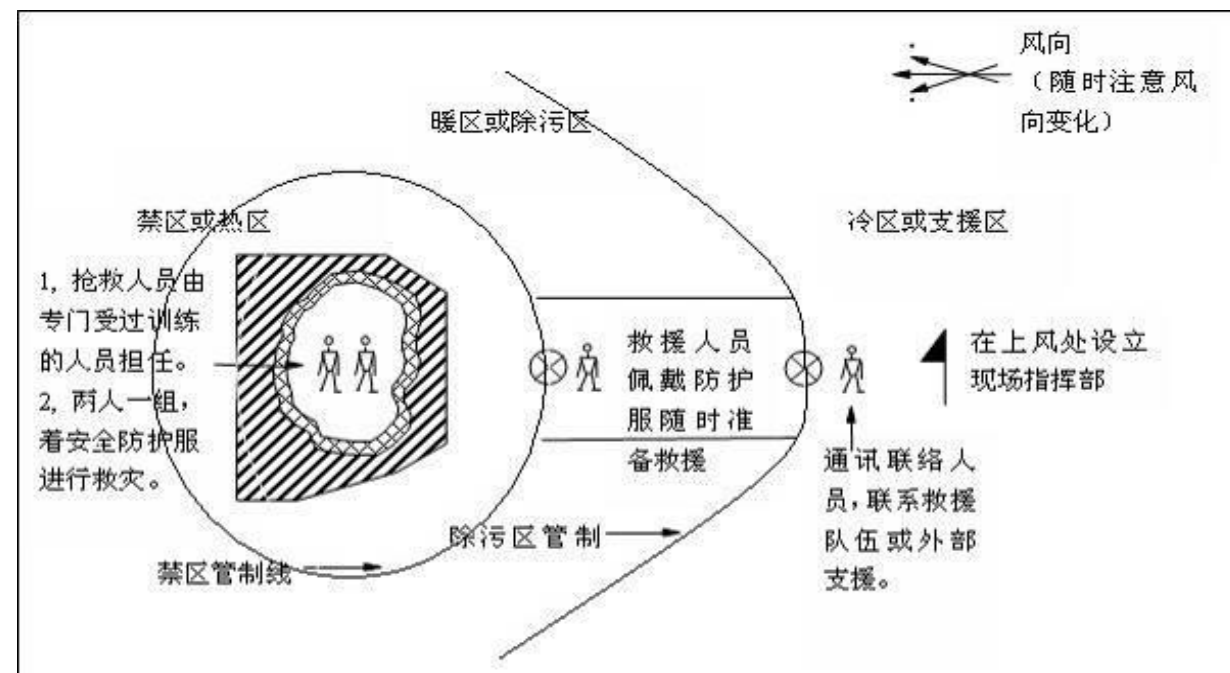 风向
（随时注意风
向变化）
暖区或除污区
禁区或热区
冷区或支援区
1, 抢救人员由
专门受过训练
的人员担任。
2, 两人一组，
着安全防护服
进行救灾。
救援人员
佩戴防护
服随时准
备救援
在上风处设立
现场指挥部
通讯联络人
员，联系救援
队伍或外部
支援。
除污区管制
禁区管制线